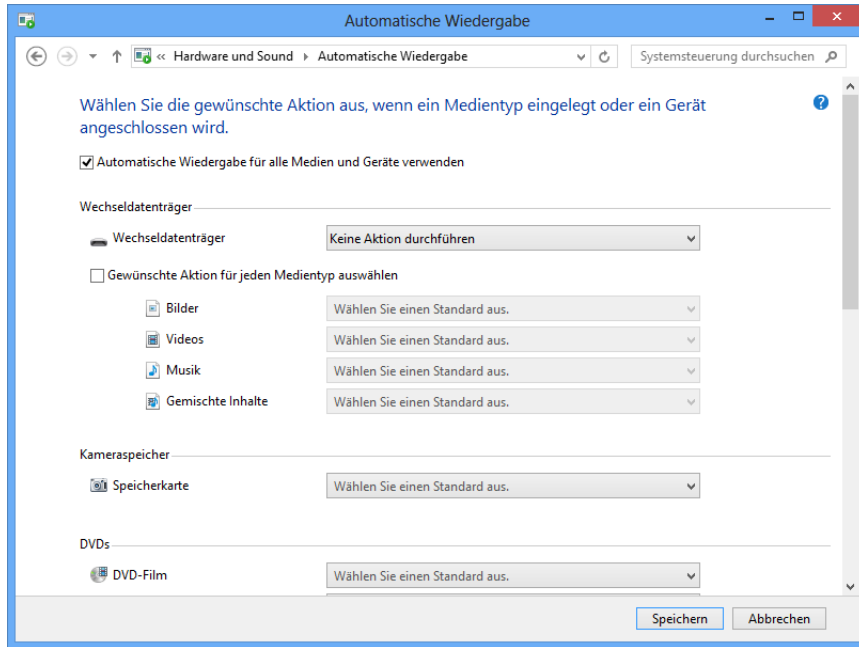 Automatische Wiedergabe
« Hardware und Sound Automatische Wiedergabe Systemsteuerung durchsuchen
Wählen Sie die gewünschte Aktion aus, wenn ein Medientyp eingelegt oder ein Gerät
angeschlossen wird.
Automatische Wiedergabe für alle Medien und Geräte verwenden
Wechseldatenträger
Wechseldatenträger Keine Aktion durchführen
Gewünschte Aktion für jeden Medientyp auswählen
Bilder Wählen Sie einen Standard aus.
Videos Wählen Sie einen Standard aus.
Musik Wählen Sie einen Standard aus.
Gemischte Inhalte Wählen Sie einen Standard aus.
Kameraspeicher
Speicherkarte Wählen Sie einen Standard aus.
DVDs
DVD-Film Wählen Sie einen Standard aus.
Speichern Abbrechen